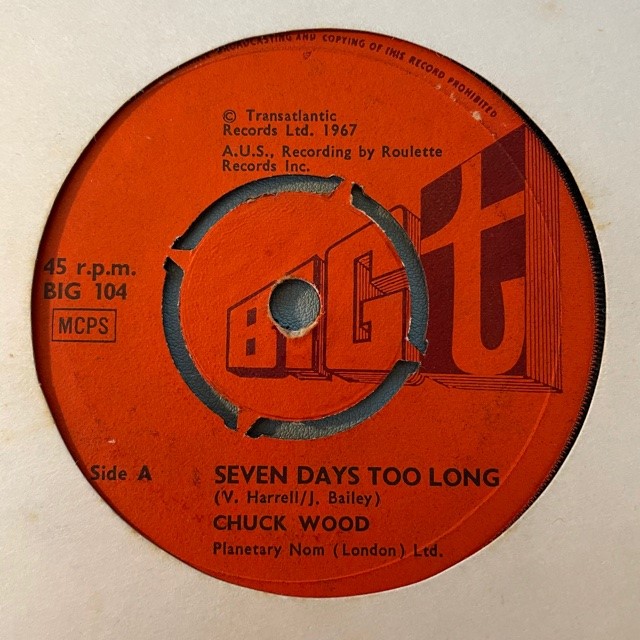 BROADCASTING AND COPYING OF THIS RECORD PROHIBITED
© Transatlantic
Records Ltd. 1967
A.U.S., Recording by Roulette
Records Inc.
45 r.p.m.
BIG 104
MCPS
BIG t
Side A
SEVEN DAYS TOO LONG
(V. Harrell/J. Bailey)
CHUCK WOOD
Planetary Nom (London) Ltd.